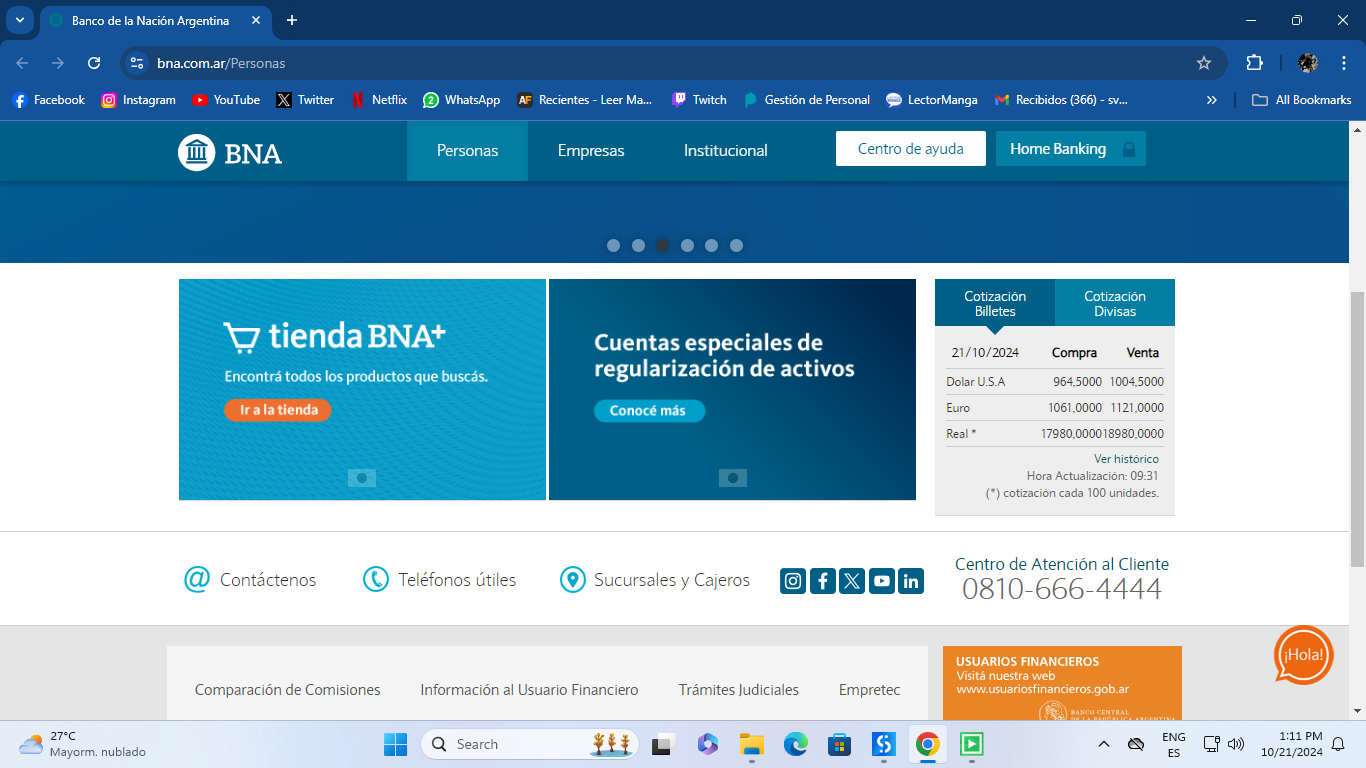 Banco de la Nación Argentina
bna.com.ar/Personas
Facebook
Instagram
YouTube
Twitter
Netflix
2
WhatsApp
AF
Recientes - Leer Ma...
Twitch
Gestión de Personal
LectorManga
Recibidos (366) - sv...
All Bookmarks
BNA
Personas
Empresas
Institucional
Centro de ayuda
Home Banking
tienda BNA+
Encontrá todos los productos que buscás.
Ir a la tienda
Cuentas especiales de
regularización de activos
Conocé más
Cotización
Billetes
Cotización
Divisas
21/10/2024 Compra Venta
Dolar U.S.A 964,5000 1004,5000
Euro 1061,0000 1121,0000
Real * 17980,0000 18980,0000
Ver histórico
Hora Actualización: 09:31
(*) cotización cada 100 unidades.
Contáctenos
Teléfonos útiles
Sucursales y Cajeros
Centro de Atención al Cliente
0810-666-4444
¡Hola!
Comparación de Comisiones
Información al Usuario Financiero
Trámites Judiciales
Empretec
USUARIOS FINANCIEROS
Visitá nuestra web
www.usuariosfinancieros.gob.ar
BANCO CENTRAL
DE LA REPÚBLICA ARGENTINA
27°C
Mayorm. nublado
Search
ENG
ES
1:11 PM
10/21/2024